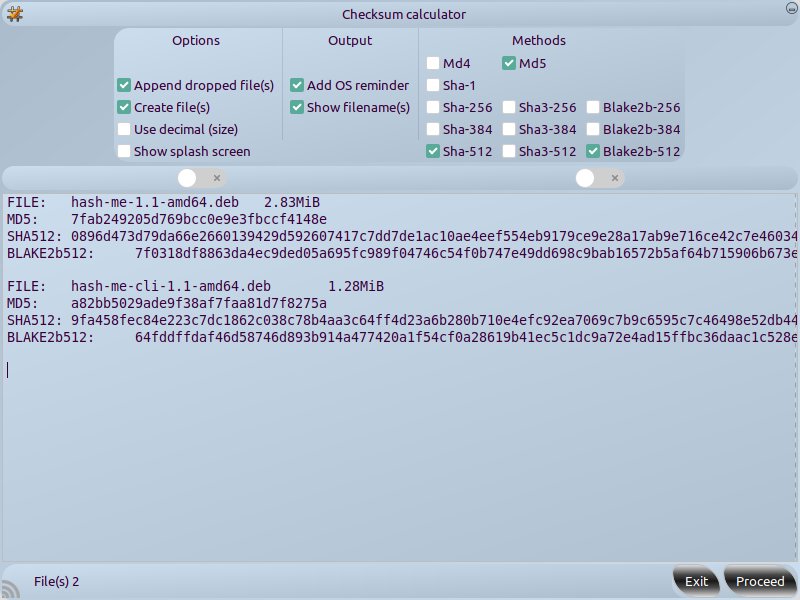 Checksum calculator
Options
Output
Methods
Append dropped file(s)
Create file(s)
Use decimal (size)
Show splash screen
Add OS reminder
Show filename(s)
Md4 Md5
Sha-1
Sha-256 Sha3-256 Blake2b-256
Sha-384 Sha3-384 Blake2b-384
Sha-512 Sha3-512 Blake2b-512
FILE: hash-me-1.1-amd64.deb 2.83MiB
MD5: 7fab249205d769bcc0e9e3fbccf4148e
SHA512: 0896d473d79da66e2660139429d592607417c7dd7de1ac10ae4eef554eb9179ce9e28a17ab9e716ce42c7e46034
BLAKE2b512: 7f0318df8863da4ec9ded05a695fc989f04746c54f0b747e49dd698c9bab16572b5af64b715906b673e
FILE: hash-me-cli-1.1-amd64.deb 1.28MiB
MD5: a82bb5029ade9f38af7faa81d7f8275a
SHA512: 9fa458fec84e223c7dc1862c038c78b4aa3c64ff4d23a6b280b710e4efc92ea7069c7b9c6595c7c46498e52db44
BLAKE2b512: 64fddffdaf46d58746d893b914a477420a1f54cf0a28619b41ec5c1dc9a72e4ad15ffbc36daac1c528e
File(s) 2
Exit
Proceed